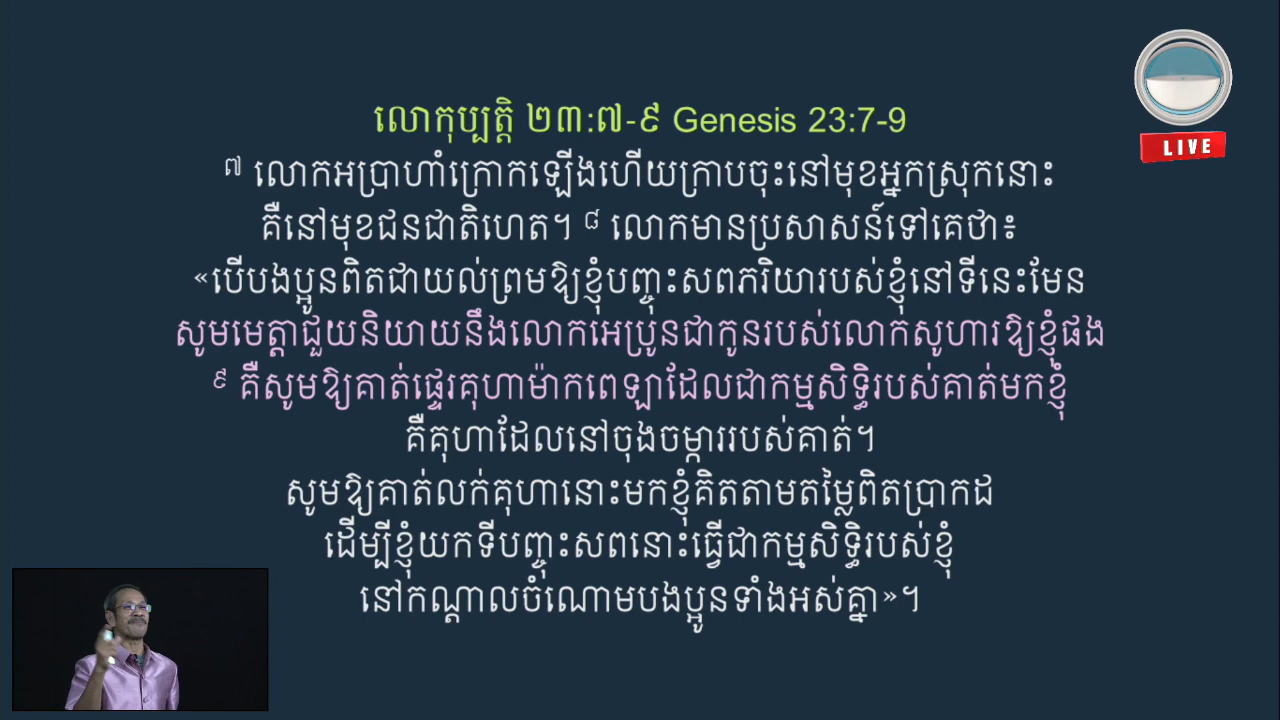 លោកុប្បត្តិ ២៣:៧-៩ Genesis 23:7-9
៧ លោកអប្រាហាំក្រោកឡើងហើយក្រាបចុះនៅមុខអ្នកស្រុកនោះ
គឺនៅមុខជនជាតិហេត។ ៨ លោកមានប្រសាសន៍ទៅគេថា៖
«បើបងប្អូនពិតជាយល់ព្រមឱ្យខ្ញុំបញ្ចុះសពភរិយារបស់ខ្ញុំនៅទីនេះមែន
សូមមេត្តាជួយនិយាយនឹងលោកអេប្រូនជាកូនរបស់លោកសូហារឱ្យខ្ញុំផង
៩ គឺសូមឱ្យគាត់ផ្ទេរគុហាម៉ាកពេឡាដែលជាកម្មសិទ្ធិរបស់គាត់មកខ្ញុំ
គឺគុហាដែលនៅចុងចម្ការរបស់គាត់។
សូមឱ្យគាត់លក់គុហានោះមកខ្ញុំគិតតាមតម្លៃពិតប្រាកដ
ដើម្បីខ្ញុំយកទីបញ្ចុះសពនោះធ្វើជាកម្មសិទ្ធិរបស់ខ្ញុំ
នៅកណ្តាលចំណោមបងប្អូនទាំងអស់គ្នា»។
LIVE